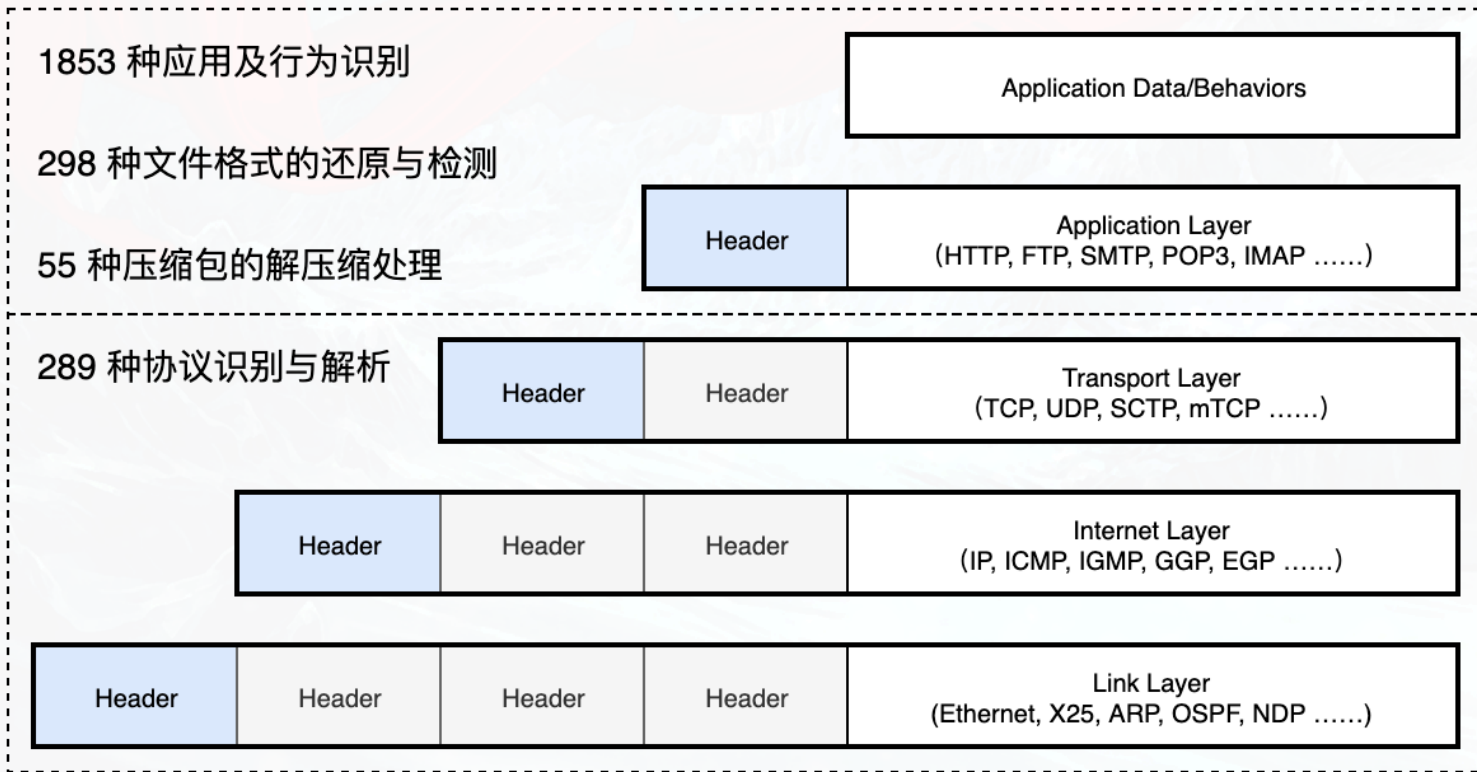 1853 种应用及行为识别
Application Data/Behaviors
298 种文件格式的还原与检测
Header
Application Layer
(HTTP, FTP, SMTP, POP3, IMAP ……)
55 种压缩包的解压缩处理
289 种协议识别与解析
Header
Header
Transport Layer
(TCP, UDP, SCTP, mTCP ……)
Header
Header
Header
Internet Layer
(IP, ICMP, IGMP, GGP, EGP ……)
Header
Header
Header
Header
Link Layer
(Ethernet, X25, ARP, OSPF, NDP ……)